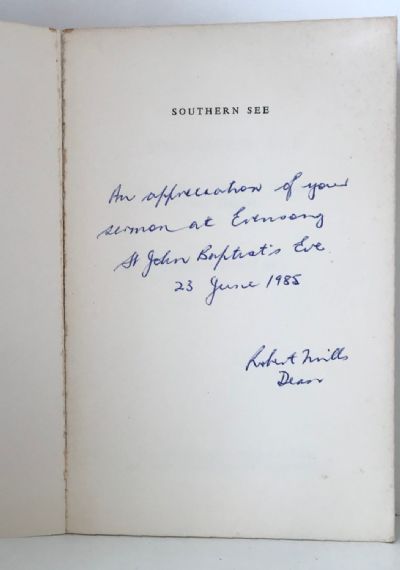 SOUTHERN SEE
An appreciation of your
sermon at Evensong
St John Baptist's Eve
23 June 1985
Robert Mills
Dean